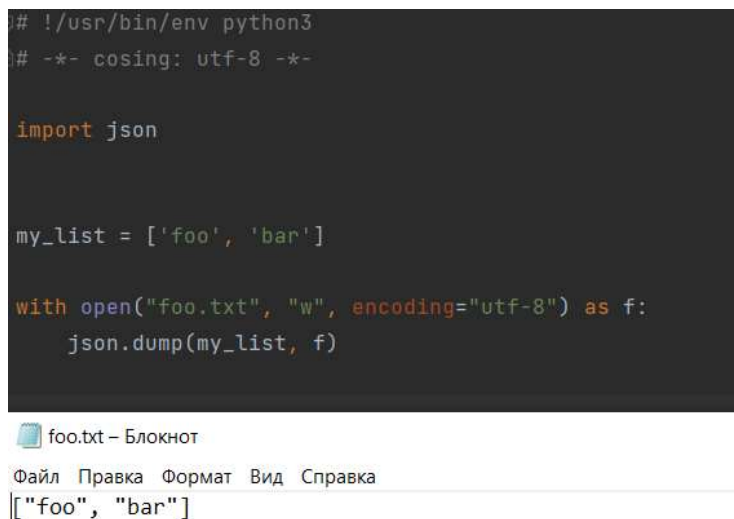 # !/usr/bin/env python3
# -*- cosing: utf-8 -*-
import json
my_list = ['foo', 'bar']
with open("foo.txt", "w", encoding="utf-8") as f:
    json.dump(my_list, f)
foo.txt – Блокнот
Файл Правка Формат Вид Справка
["foo", "bar"]